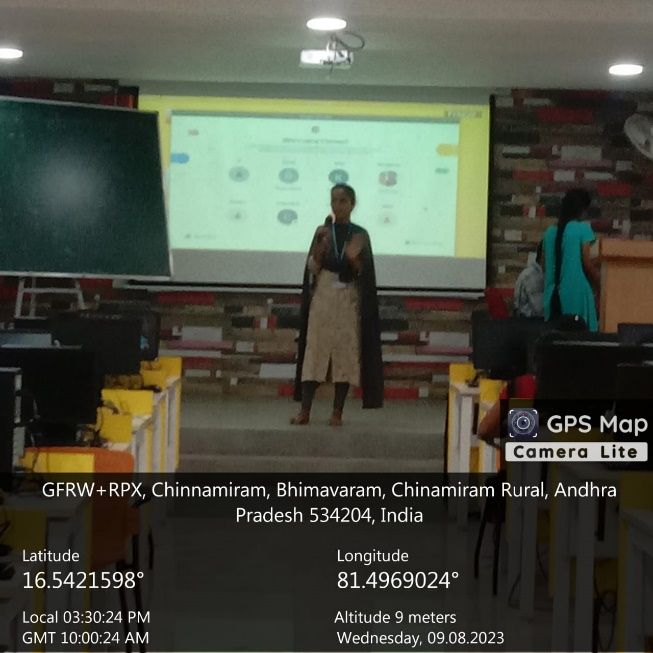 GPS Map
Camera Lite
GFRW+RPX, Chinnamiram, Bhimavaram, Chinamiram Rural, Andhra
Pradesh 534204, India
Latitude
16.5421598°
Longitude
81.4969024°
Local 03:30:24 PM
GMT 10:00:24 AM
Altitude 9 meters
Wednesday, 09.08.2023